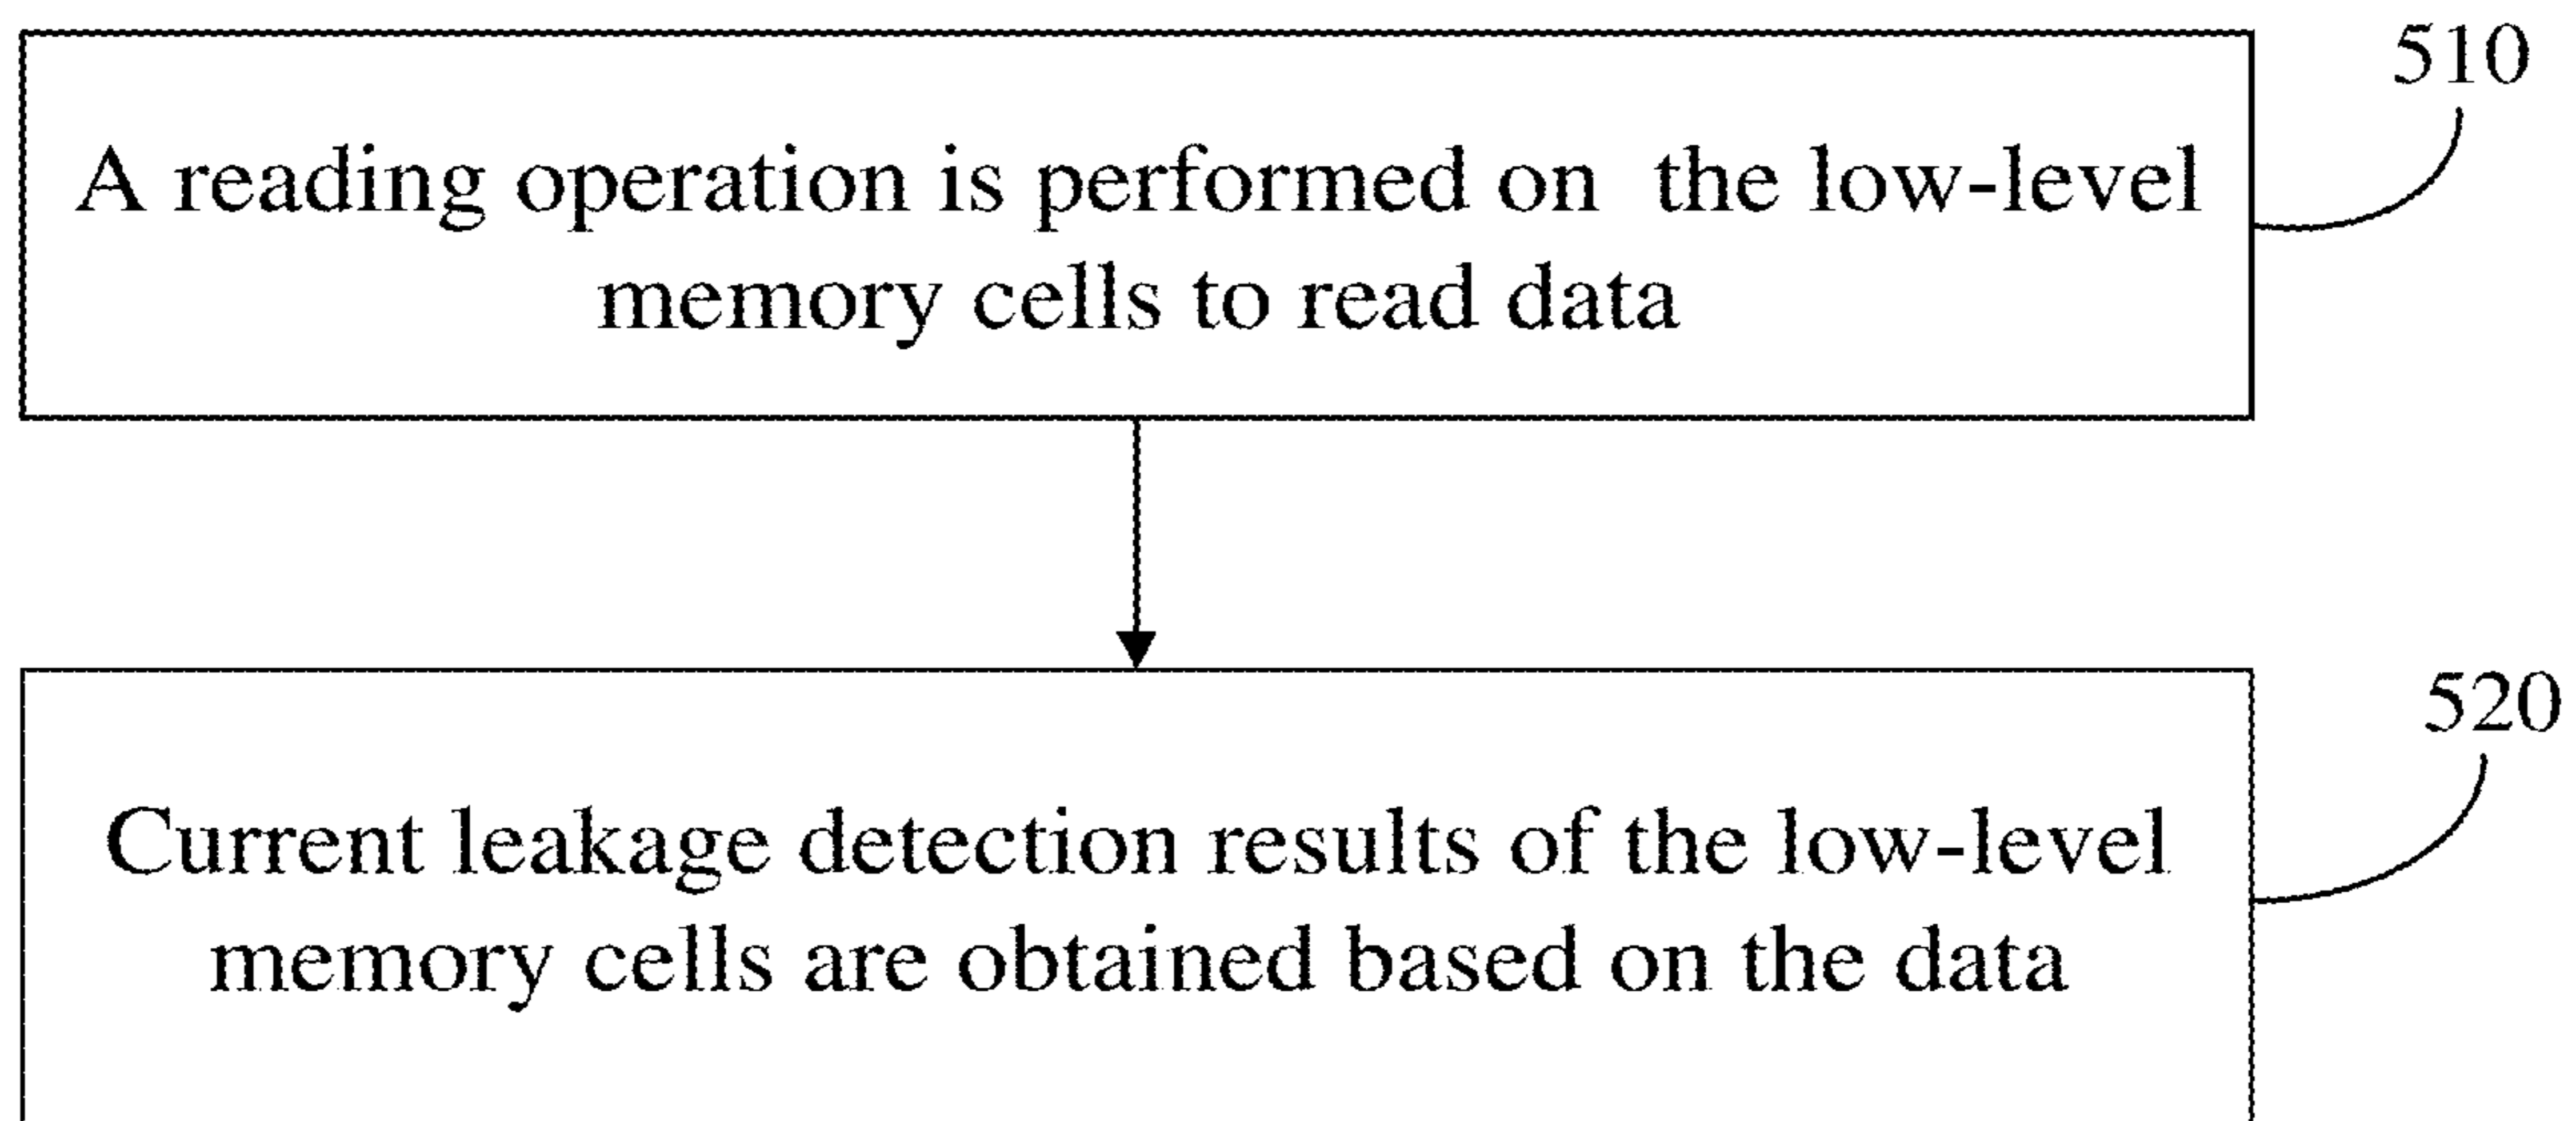 510
A reading operation is performed on the low-level
memory cells to read data
520
Current leakage detection results of the low-level
memory cells are obtained based on the data